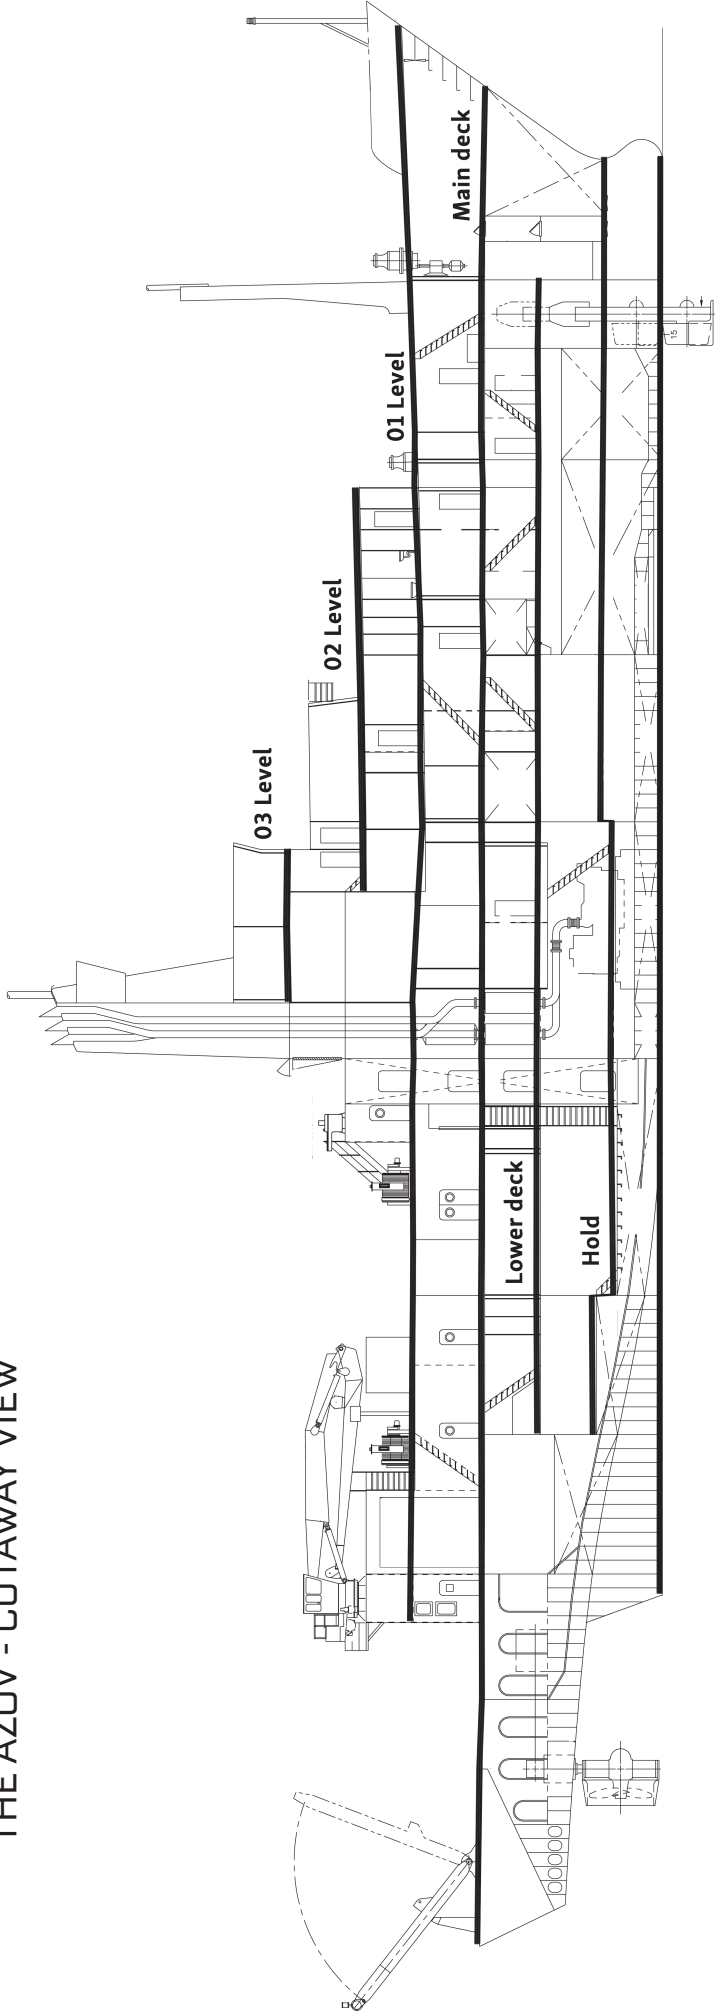 THE AZOV - CUTAWAY VIEW
03 Level
02 Level
01 Level
Main deck
Lower deck
Hold
15